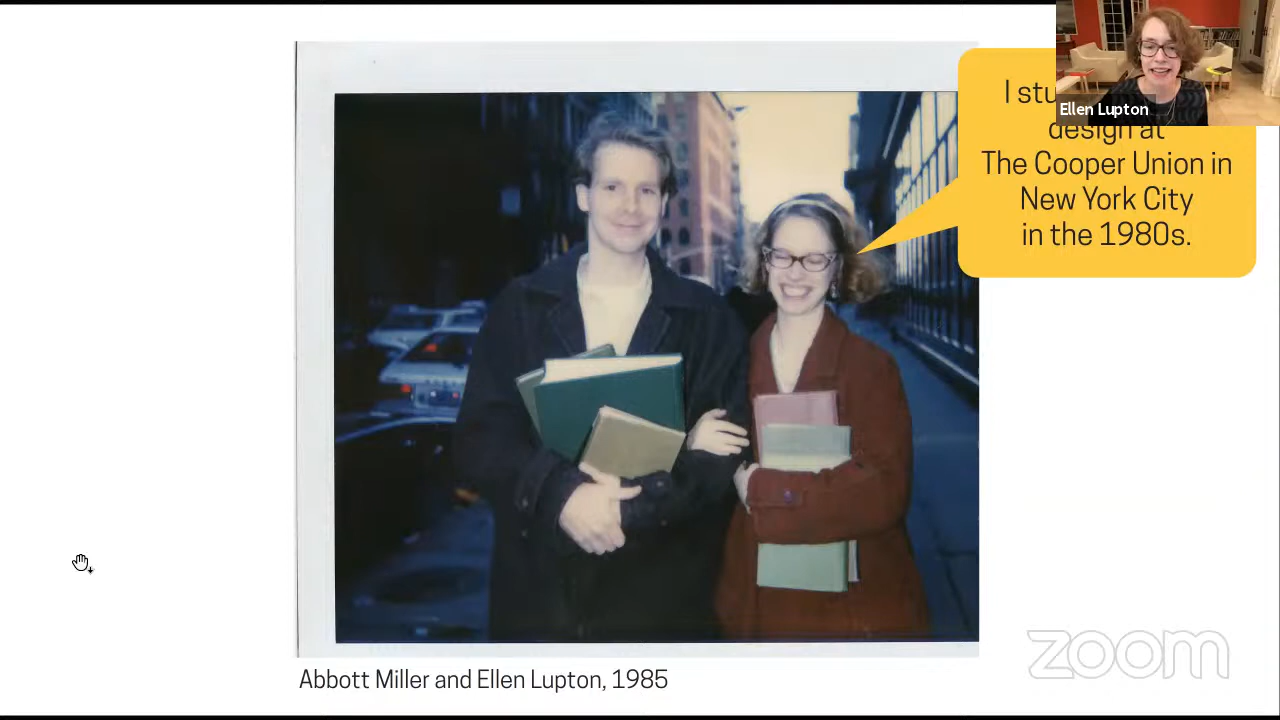 I stu
design at
The Cooper Union in
New York City
in the 1980s.
Ellen Lupton
Abbott Miller and Ellen Lupton, 1985
zoom